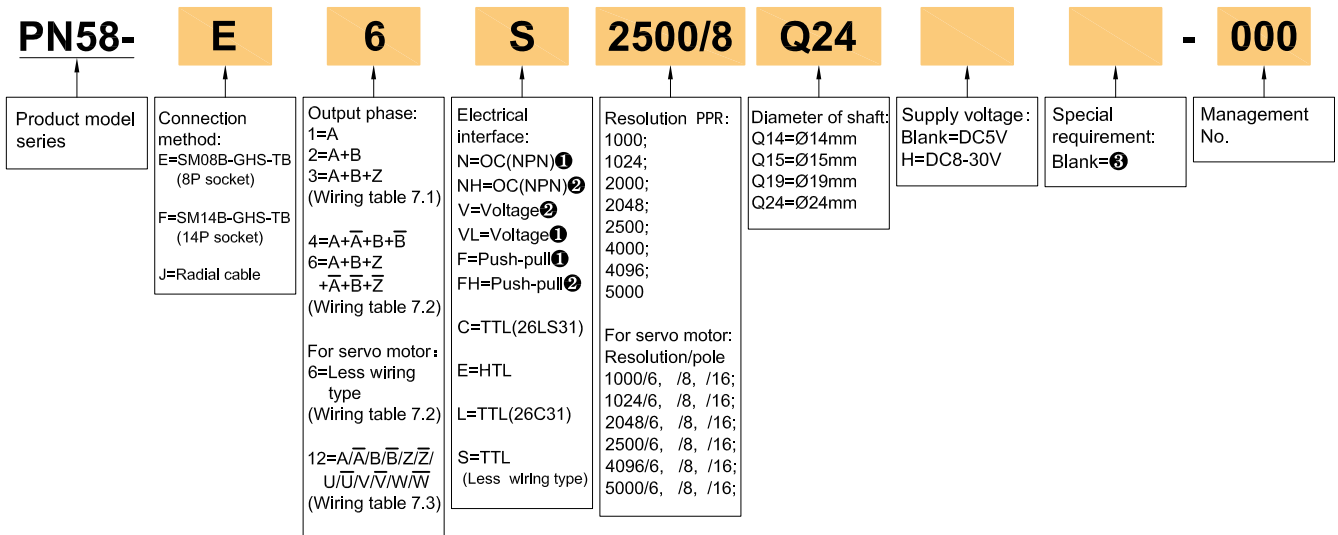 PN58- E 6 S 2500/8 Q24 - 000
Product model
series
Connection
method:
E=SM08B-GHS-TB
(8P socket)
F=SM14B-GHS-TB
(14P socket)
J=Radial cable
Output phase:
1=A
2=A+B
3=A+B+Z
(Wiring table 7.1)
4=A+A̅+B+B̅
6=A+B+Z
+A̅+B̅+Z̅
(Wiring table 7.2)
For servo motor:
6=Less wiring
type
(Wiring table 7.2)
12=A/A̅/B/B̅/Z/Z̅/
U/U̅/V/V̅/W/W̅
(Wiring table 7.3)
Electrical
interface:
N=OC(NPN)❶
NH=OC(NPN)❷
V=Voltage❷
VL=Voltage❶
F=Push-pull❶
FH=Push-pull❷
C=TTL(26LS31)
E=HTL
L=TTL(26C31)
S=TTL
(Less wiring type)
Resolution PPR:
1000;
1024;
2000;
2048;
2500;
4000;
4096;
5000
For servo motor:
Resolution/pole
1000/6, /8, /16;
1024/6, /8, /16;
2048/6, /8, /16;
2500/6, /8, /16;
4096/6, /8, /16;
5000/6, /8, /16;
Diameter of shaft:
Q14=Ø14mm
Q15=Ø15mm
Q19=Ø19mm
Q24=Ø24mm
Supply voltage:
Blank=DC5V
H=DC8-30V
Special
requirement:
Blank=❸
Management
No.